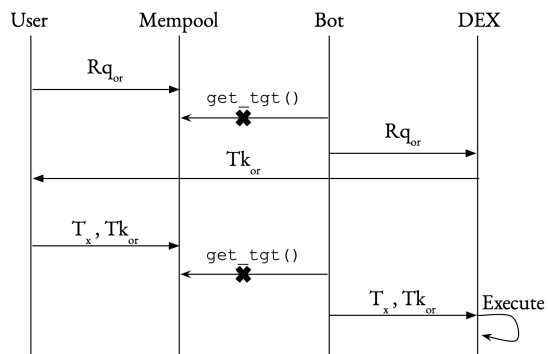 User Mempool Bot DEX
Rq_or
get_tgt()
Rq_or
Tk_or
T_x , Tk_or
get_tgt()
T_x , Tk_or
Execute